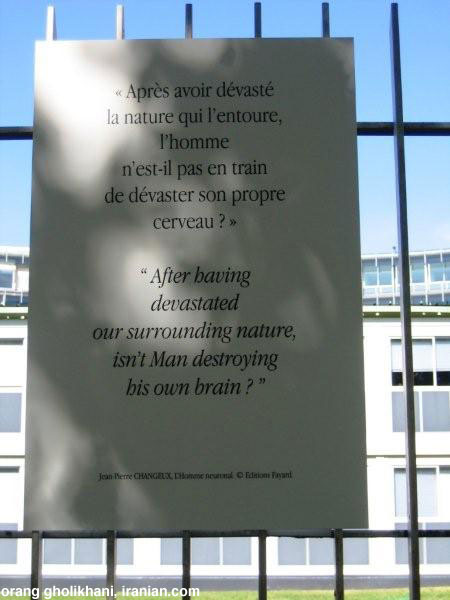 « Après avoir dévasté
la nature qui l'entoure,
l'homme
n'est-il pas en train
de dévaster son propre
cerveau ? »
“ After having
devastated
our surrounding nature,
isn't Man destroying
his own brain ? ”
Jean-Pierre CHANGEUX, L'Homme neuronal © Editions Fayard
orang gholikhani, iranian.com